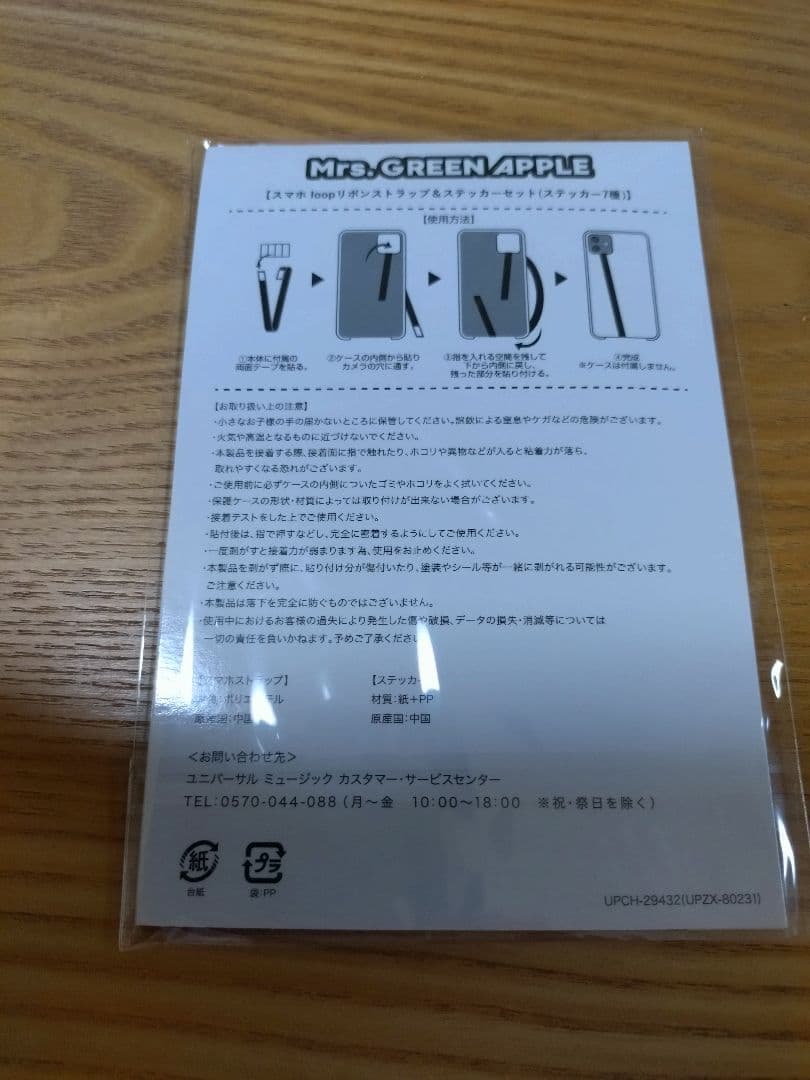 Mrs. GREEN APPLE
【スマホ loopリボンストラップ&ステッカーセット(ステッカー7種)】
【使用方法】
①本体に付属の
両面テープを貼る。
②ケースの内側から貼り
カメラの穴に通す。
③指を入れる空間を残して
下から内側に戻し、
残った部分を貼り付ける。
④完成
※ケースは付属しません。
【お取り扱い上の注意】
・小さなお子様の手の届かないところに保管してください。誤飲による窒息やケガなどの危険がございます。
・火気や高温となるものに近づけないでください。
・本製品を接着する際、接着面に指で触れたり、ホコリや異物などが入ると粘着力が落ち、
取れやすくなる恐れがございます。
・ご使用前に必ずケースの内側についたゴミやホコリをよく拭いてください。
・保護ケースの形状・材質によっては取り付けが出来ない場合がございます。
・接着テストをした上でご使用ください。
・貼付後は、指で押すなどし、完全に密着するようにしてご使用ください。
・一度剥がすと接着力が弱まります為、使用をお止めください。
・本製品を剥がす際に、貼り付け分が傷付いたり、塗装やシール等が一緒に剥がれる可能性がございます。
ご注意ください。
・本製品は落下を完全に防ぐものではございません。
・使用中におけるお客様の過失により発生した傷や破損、データの損失・消滅等については
一切の責任を負いかねます。予めご了承ください
【スマホストラップ】
ポリエステル
原産国:中国
【ステッカー
材質:紙+PP
原産国:中国
<お問い合わせ先>
ユニバーサル ミュージック カスタマー・サービスセンター
TEL:0570-044-088 (月～金 10:00～18:00 ※祝・祭日を除く)
紙
台紙
プラ
袋:PP
UPCH-29432(UPZX-80231)